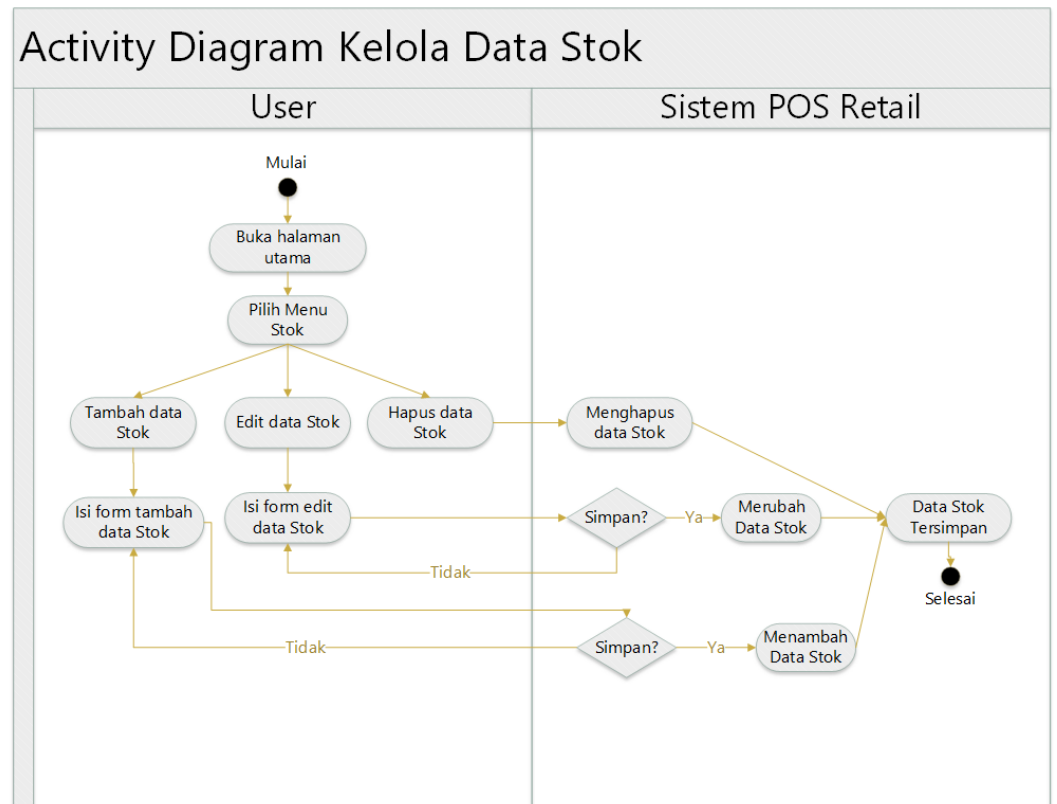 Activity Diagram Kelola Data Stok
User
Sistem POS Retail
Mulai
Buka halaman
utama
Pilih Menu
Stok
Tambah data
Stok
Edit data Stok
Hapus data
Stok
Menghapus
data Stok
Isi form tambah
data Stok
Isi form edit
data Stok
Simpan?
Ya
Merubah
Data Stok
Data Stok
Tersimpan
Tidak
Selesai
Tidak
Simpan?
Ya
Menambah
Data Stok